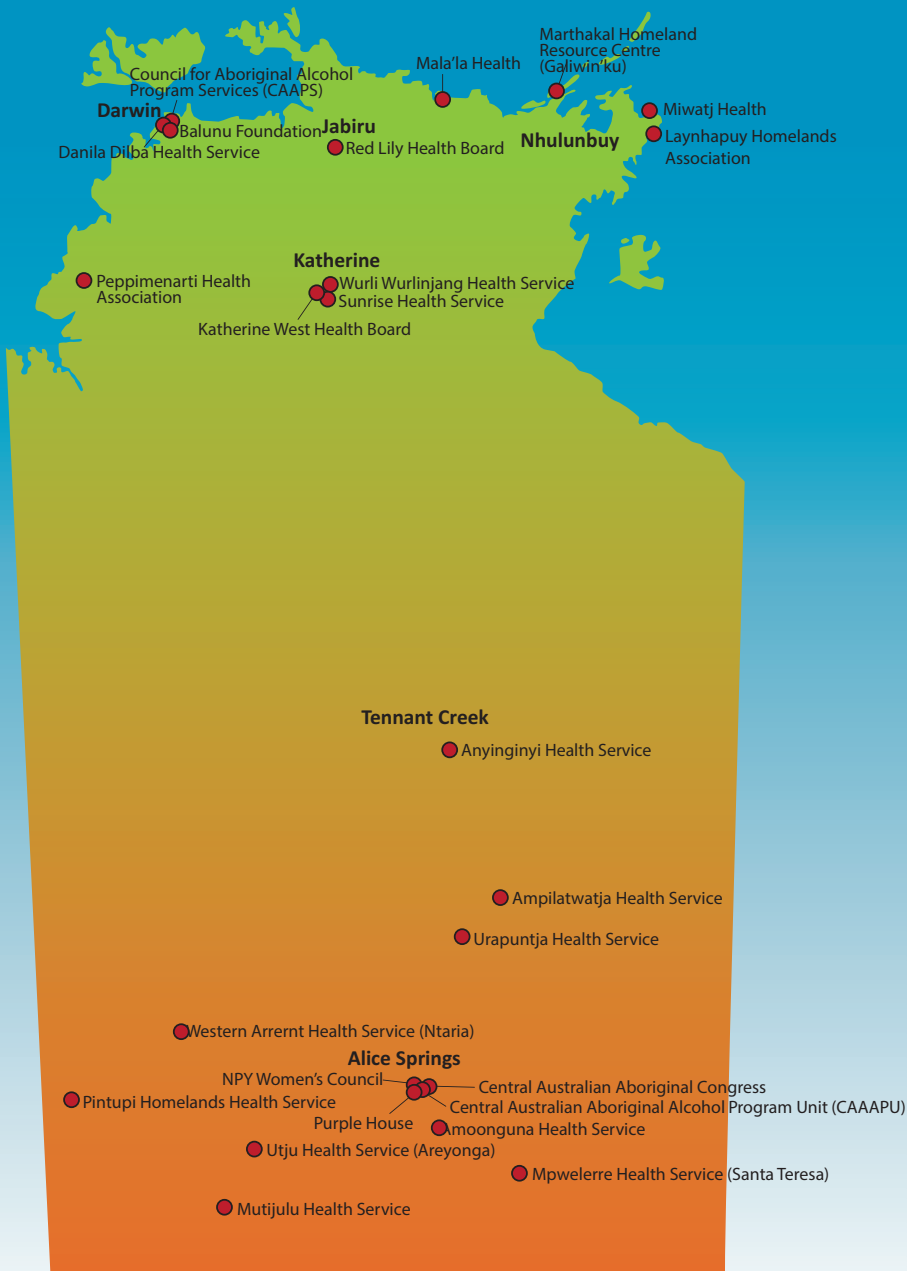 Marthakal Homeland
Resource Centre
(Galiwin'ku)
Mala'la Health
Council for Aboriginal Alcohol
Program Services (CAAPS)
Darwin
Balunu Foundation
Danila Dilba Health Service
Jabiru
Red Lily Health Board
Miwatj Health
Nhulunbuy
Laynhapuy Homelands
Association
Katherine
Peppimenarti Health
Association
Wurli Wurlinjang Health Service
Sunrise Health Service
Katherine West Health Board
Tennant Creek
Anyinginyi Health Service
Ampilatwatja Health Service
Urapuntja Health Service
Western Arrernt Health Service (Ntaria)
Alice Springs
NPY Women's Council
Central Australian Aboriginal Congress
Pintupi Homelands Health Service
Central Australian Aboriginal Alcohol Program Unit (CAAAPU)
Purple House
Amoonguna Health Service
Utju Health Service (Areyonga)
Mpwelerre Health Service (Santa Teresa)
Mutijulu Health Service